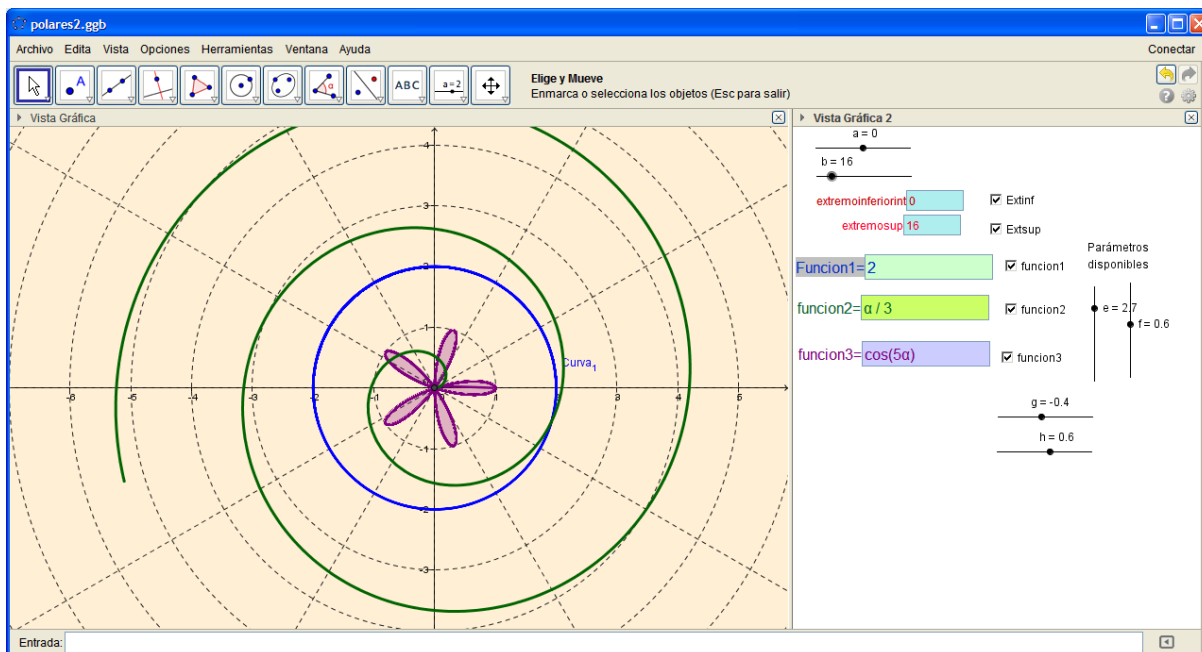 polares2.ggb
Archivo Edita Vista Opciones Herramientas Ventana Ayuda Conectar
A α ABC a=2
Elige y Mueve
Enmarca o selecciona los objetos (Esc para salir)
Vista Gráfica
4
3
2
1
-6 -5 -4 -3 -2 -1 0 1 2 3 4 5
-1
-2
-3
Curva1
Vista Gráfica 2
a = 0
b = 16
extremoinferiorint 0 Extinf
extremosup 16 Extsup
Parámetros
disponibles
Funcion1= 2 funcion1
funcion2= α / 3 funcion2
e = 2.7
f = 0.6
funcion3= cos(5α) funcion3
g = -0.4
h = 0.6
Entrada: